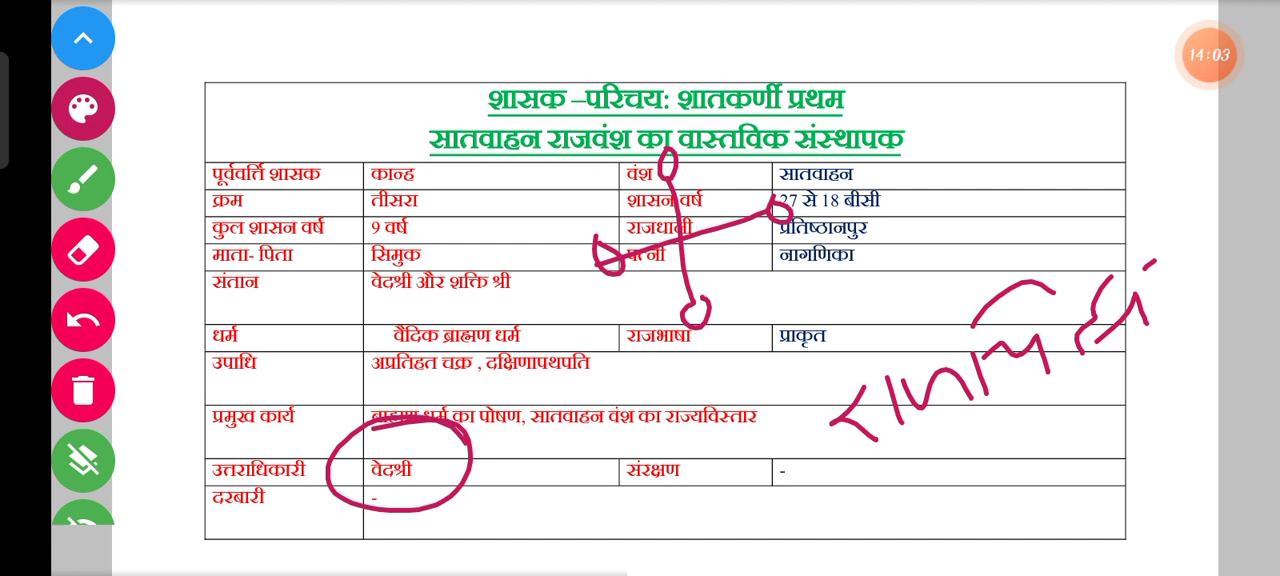 14:03
शासक –परिचय: शातकर्णी प्रथम
सातवाहन राजवंश का वास्तविक संस्थापक
पूर्ववर्त्ति शासक कान्ह वंश सातवाहन
क्रम तीसरा शासन वर्ष 27 से 18 बीसी
कुल शासन वर्ष 9 वर्ष राजधानी प्रतिष्ठानपुर
माता- पिता सिमुक पत्नी नागणिका
संतान वेदश्री और शक्ति श्री
धर्म वैदिक ब्राह्मण धर्म राजभाषा प्राकृत
उपाधि अप्रतिहत चक्र , दक्षिणापथपति
प्रमुख कार्य ब्राह्मण धर्म का पोषण, सातवाहन वंश का राज्यविस्तार
उत्तराधिकारी वेदश्री संरक्षण -
दरबारी -